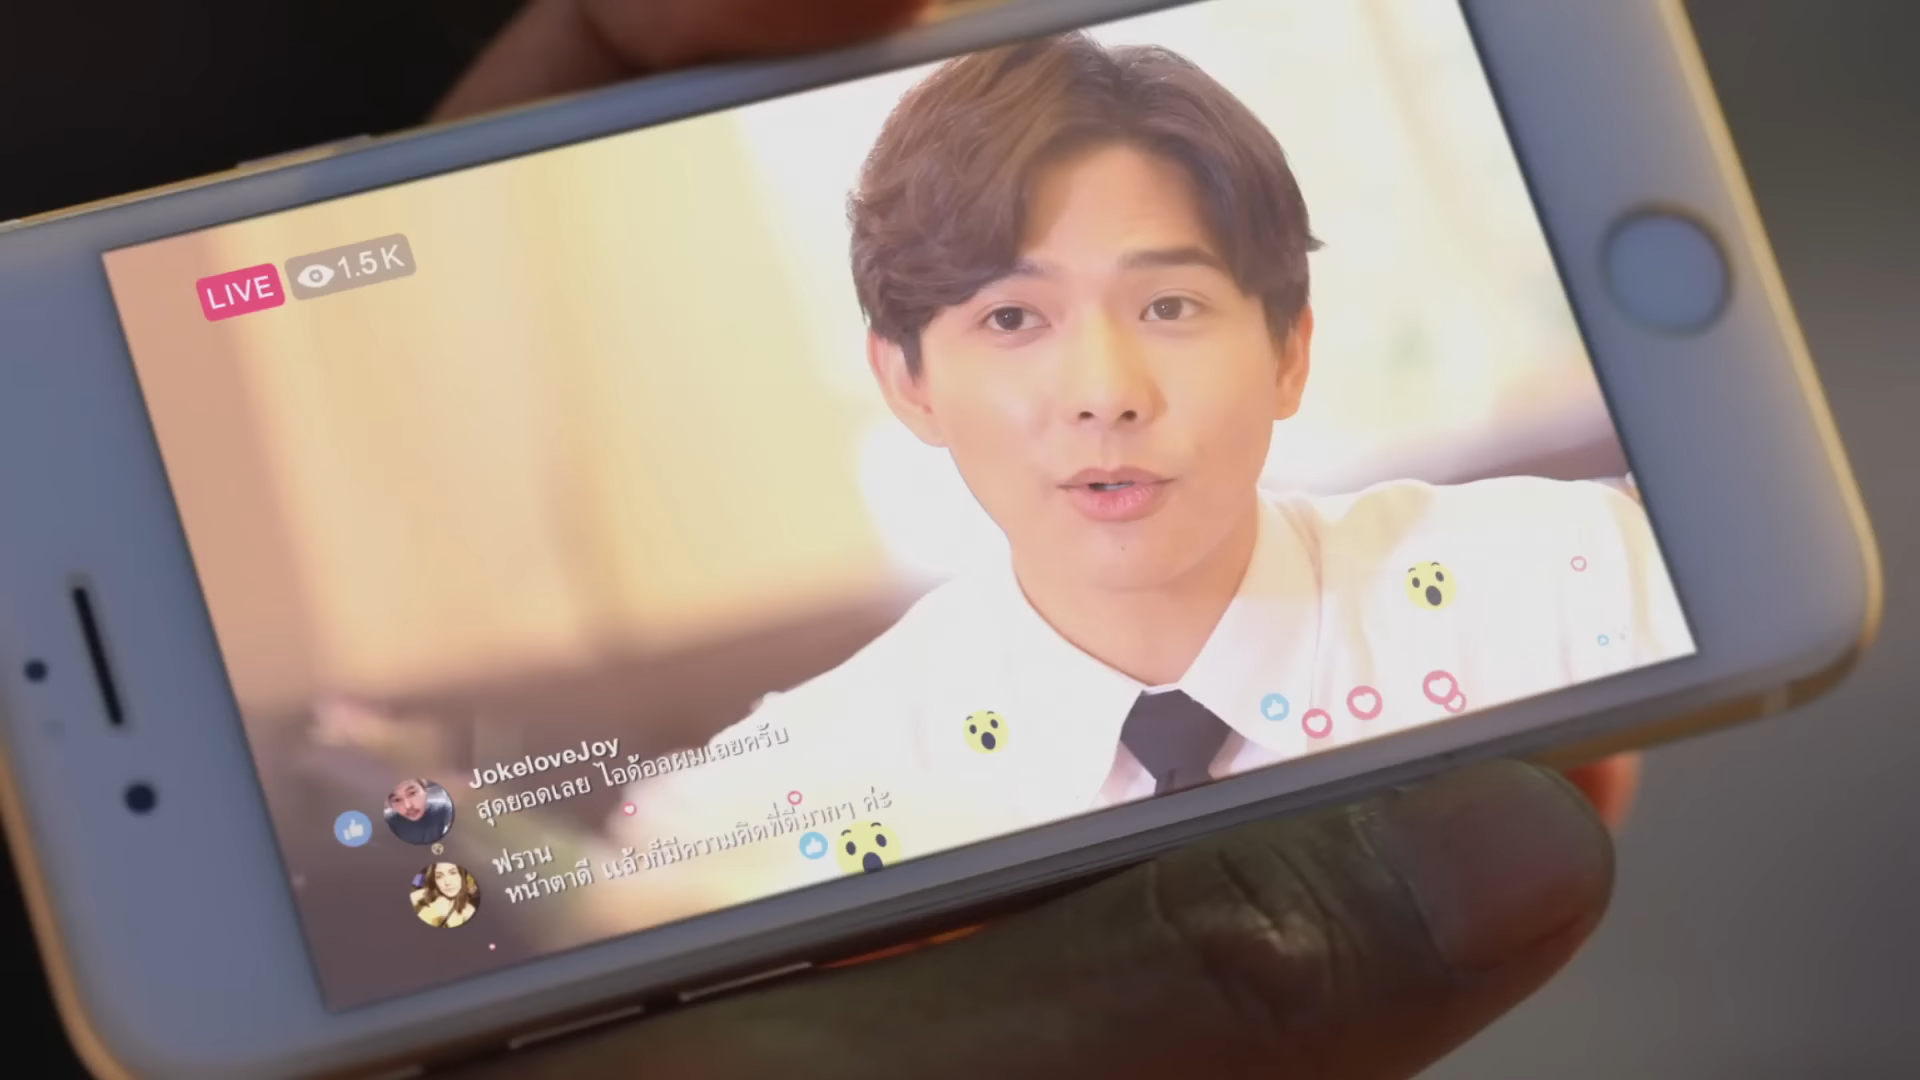 LIVE 1.5 K
JokeloveJoy
สุดยอดเลย ไอด้อลผมเลยครับ
ฟราน
หน้าตาดี แล้วก็มีความคิดที่ดีมากๆ ค่ะ